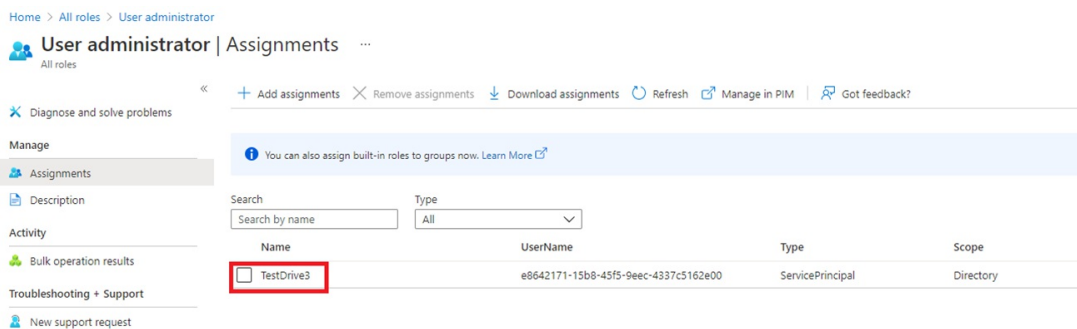 Home > All roles > User administrator
User administrator | Assignments ...
All roles
«
Add assignments Remove assignments Download assignments Refresh Manage in PIM Got feedback?
Diagnose and solve problems
Manage
You can also assign built-in roles to groups now. Learn More
Assignments
Description
Search Type
Search by name All
Activity
Name UserName Type Scope
Bulk operation results
TestDrive3 e8642171-15b8-45f5-9eec-4337c5162e00 ServicePrincipal Directory
Troubleshooting + Support
New support request